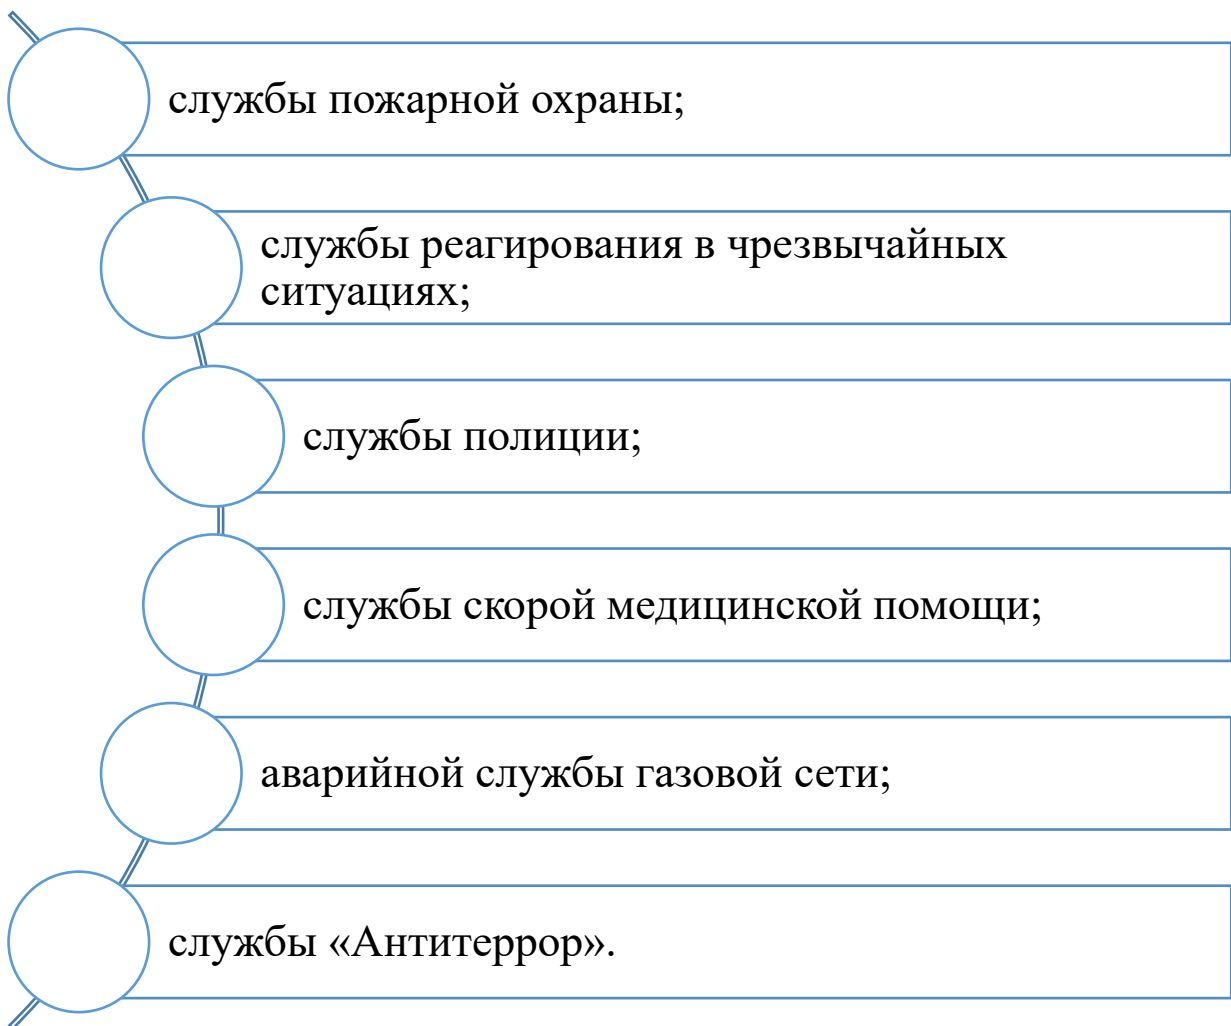 службы пожарной охраны;
службы реагирования в чрезвычайных
ситуациях;
службы полиции;
службы скорой медицинской помощи;
аварийной службы газовой сети;
службы «Антитеррор».